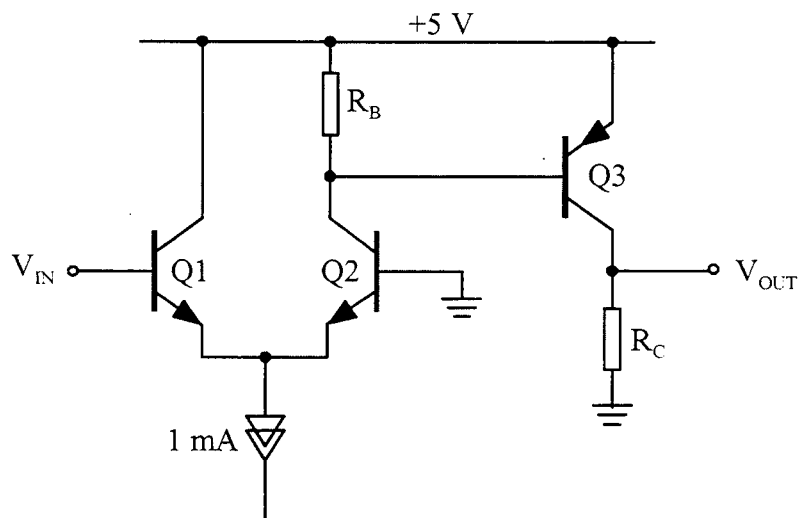 +5 V
R_B
Q3
V_IN
Q1
Q2
V_OUT
R_C
1 mA